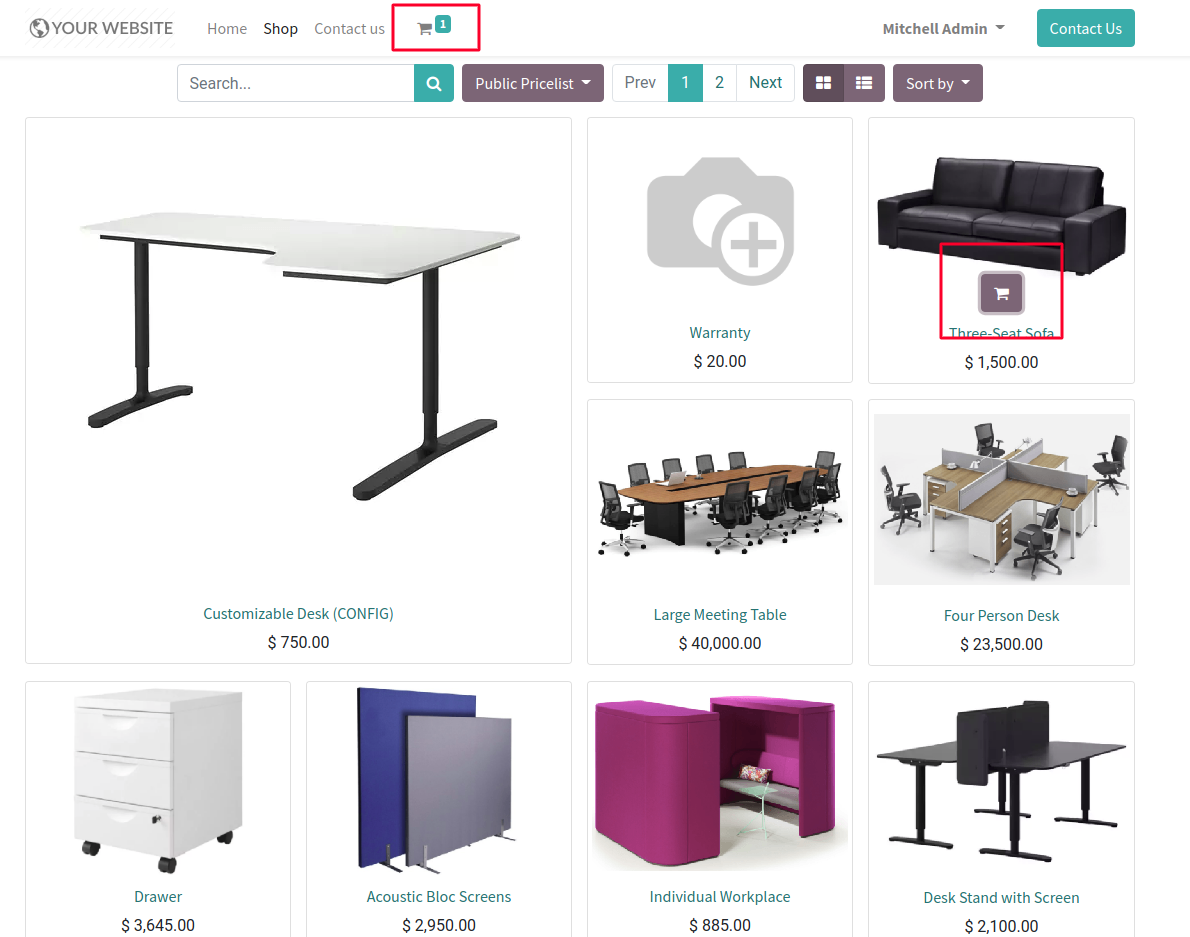 YOUR WEBSITE Home Shop Contact us 1 Mitchell Admin Contact Us
Search... Public Pricelist Prev 1 2 Next Sort by
Warranty
$ 20.00
Three-Seat Sofa
$ 1,500.00
Customizable Desk (CONFIG)
$ 750.00
Large Meeting Table
$ 40,000.00
Four Person Desk
$ 23,500.00
Drawer
$ 3,645.00
Acoustic Bloc Screens
$ 2,950.00
Individual Workplace
$ 885.00
Desk Stand with Screen
$ 2,100.00